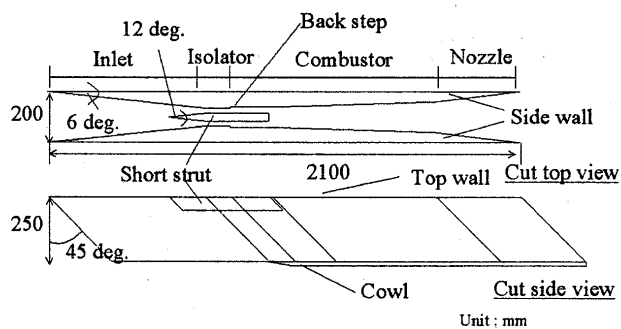 12 deg.
Back step
Inlet
Isolator
Combustor
Nozzle
200
6 deg.
Side wall
Short strut
2100
Cut top view
Top wall
250
45 deg.
Cowl
Cut side view
Unit ; mm